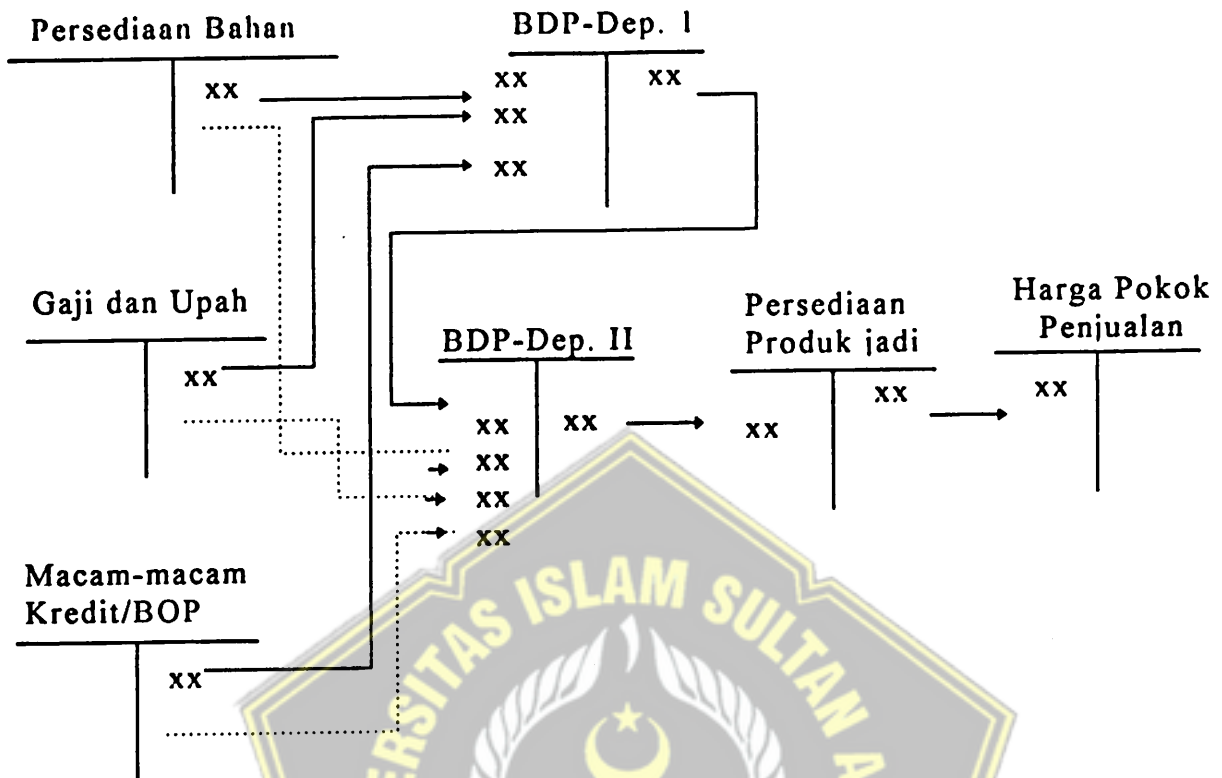 Persediaan Bahan
BDP-Dep. I
xx
xx
xx
xx
xx
Gaji dan Upah
xx
BDP-Dep. II
xx
xx
xx
xx
xx
Persediaan
Produk jadi
xx
xx
Harga Pokok
Penjualan
xx
Macam-macam
Kredit/BOP
xx
ISLAM SULTAN